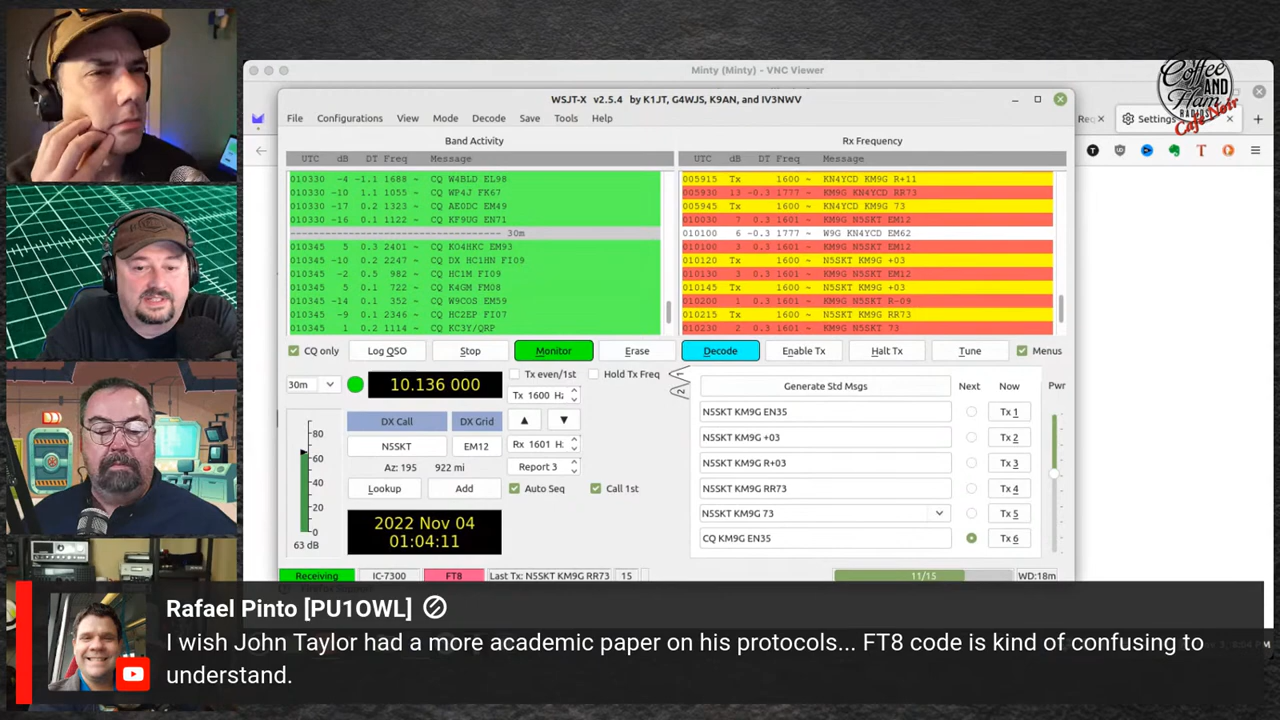 Minty (Minty) - VNC Viewer
Coffee AND Ham RADIOS
Café Noir
Settings
WSJT-X v2.5.4 by K1JT, G4WJS, K9AN, and IV3NWV
File Configurations View Mode Decode Save Tools Help
Band Activity
UTC dB DT Freq Message
010330 -4 -1.1 1688 ~ CQ W4BLD EL98
010330 -10 1.1 1055 ~ CQ WP4J FK67
010330 -17 0.2 1323 ~ CQ AE0DC EM49
010330 -16 0.1 1122 ~ CQ KF9UG EN71
30m
010345 5 0.3 2401 ~ CQ KO4HKC EM93
010345 -10 0.2 2247 ~ CQ DX HC1HN FI09
010345 -2 0.5 982 ~ CQ HC1M FI09
010345 5 0.1 722 ~ CQ K4GM FM08
010345 -14 0.1 352 ~ CQ W9COS EM59
010345 -9 0.1 2346 ~ CQ HC2EP FI07
010345 1 0.2 1114 ~ CQ KC3Y/QRP
Rx Frequency
UTC dB DT Freq Message
005915 Tx 1600 ~ KN4YCD KM9G R+11
005930 13 -0.3 1777 ~ KM9G KN4YCD RR73
005945 Tx 1600 ~ KN4YCD KM9G 73
010030 7 0.3 1601 ~ KM9G N5SKT EM12
010100 6 -0.3 1777 ~ W9G KN4YCD EM62
010100 3 0.3 1601 ~ KM9G N5SKT EM12
010120 Tx 1600 ~ N5SKT KM9G +03
010130 3 0.3 1601 ~ KM9G N5SKT EM12
010145 Tx 1600 ~ N5SKT KM9G +03
010200 1 0.3 1601 ~ KM9G N5SKT R-09
010215 Tx 1600 ~ N5SKT KM9G RR73
010230 2 0.3 1601 ~ KM9G N5SKT 73
CQ only Log QSO Stop Monitor Erase Decode Enable Tx Halt Tx Tune Menus
30m 10.136 000 Tx even/1st Hold Tx Freq
Tx 1600 Hz
DX Call DX Grid
N5SKT EM12
Rx 1601 H
Az: 195 922 mi
Report 3
Lookup Add Auto Seq Call 1st
2022 Nov 04
01:04:11
80
60
40
20
0
63 dB
1
2
Generate Std Msgs Next Now Pwr
N5SKT KM9G EN35 Tx 1
N5SKT KM9G +03 Tx 2
N5SKT KM9G R+03 Tx 3
N5SKT KM9G RR73 Tx 4
N5SKT KM9G 73 Tx 5
CQ KM9G EN35 Tx 6
Receiving IC-7300 FT8 Last Tx: N5SKT KM9G RR73 15 11/15 WD:18m
Rafael Pinto [PU1OWL]
I wish John Taylor had a more academic paper on his protocols... FT8 code is kind of confusing to
understand.